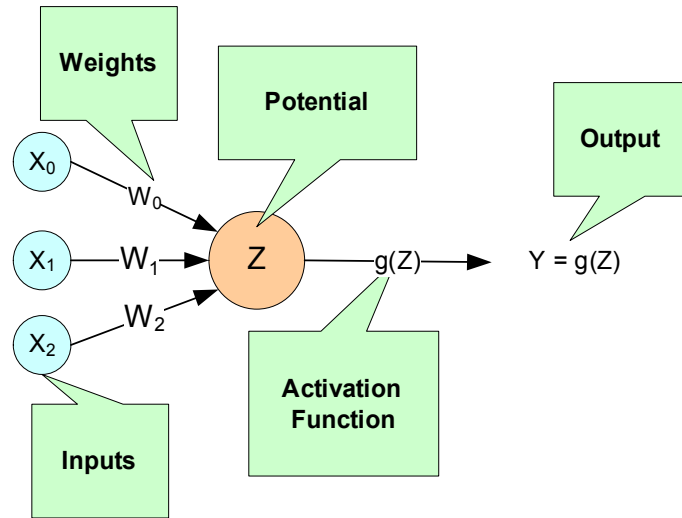 Weights
Potential
Output
X₀
W₀
X₁
W₁
Z
g(Z)
Y = g(Z)
X₂
W₂
Activation
Function
Inputs